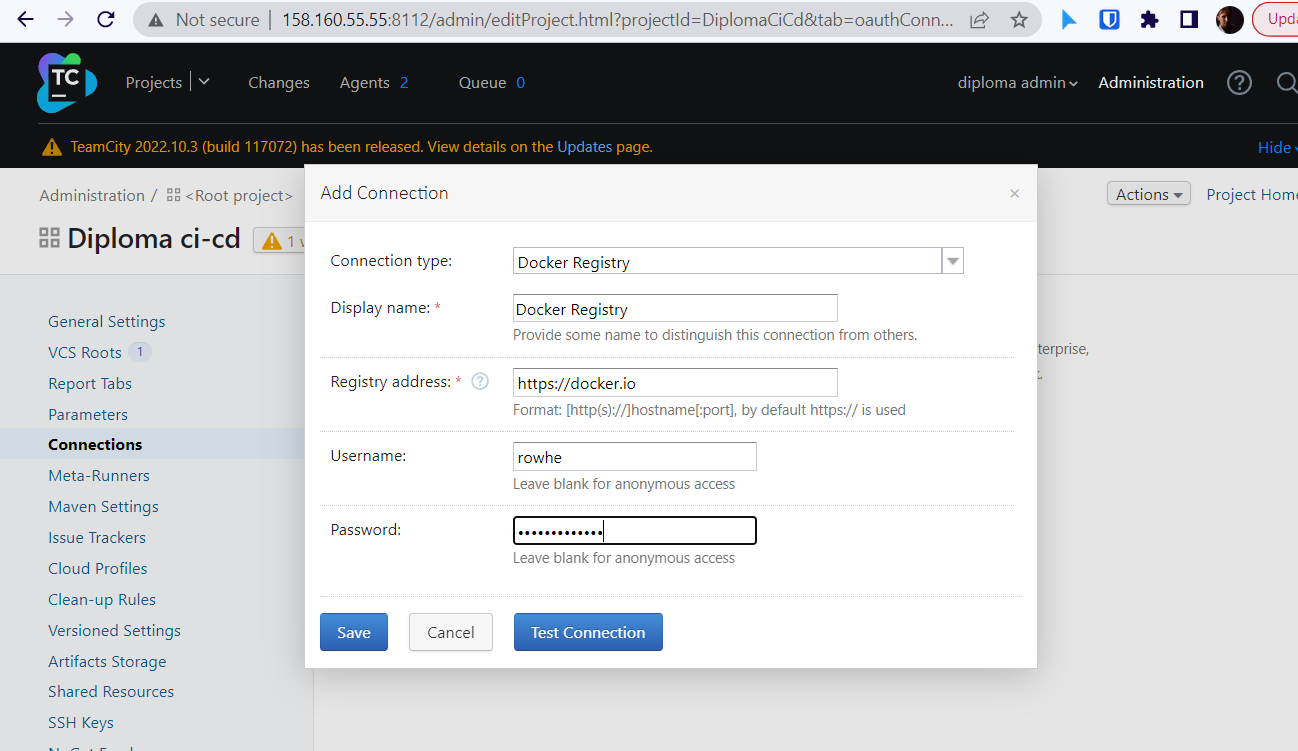 Not secure | 158.160.55.55:8112/admin/editProject.html?projectId=DiplomaCiCd&tab=oauthConn...
TC
Projects
Changes
Agents 2
Queue 0
diploma admin
Administration
TeamCity 2022.10.3 (build 117072) has been released. View details on the Updates page.
Hide
Administration / <Root project>
Actions
Project Home
Diploma ci-cd
1
General Settings
VCS Roots 1
Report Tabs
Parameters
Connections
Meta-Runners
Maven Settings
Issue Trackers
Cloud Profiles
Clean-up Rules
Versioned Settings
Artifacts Storage
Shared Resources
SSH Keys
Add Connection
Connection type: Docker Registry
Display name: * Docker Registry
Provide some name to distinguish this connection from others.
Registry address: * https://docker.io
Format: [http(s)://]hostname[:port], by default https:// is used
Username: rowhe
Leave blank for anonymous access
Password: •••••••••••••
Leave blank for anonymous access
Save
Cancel
Test Connection
terprise,